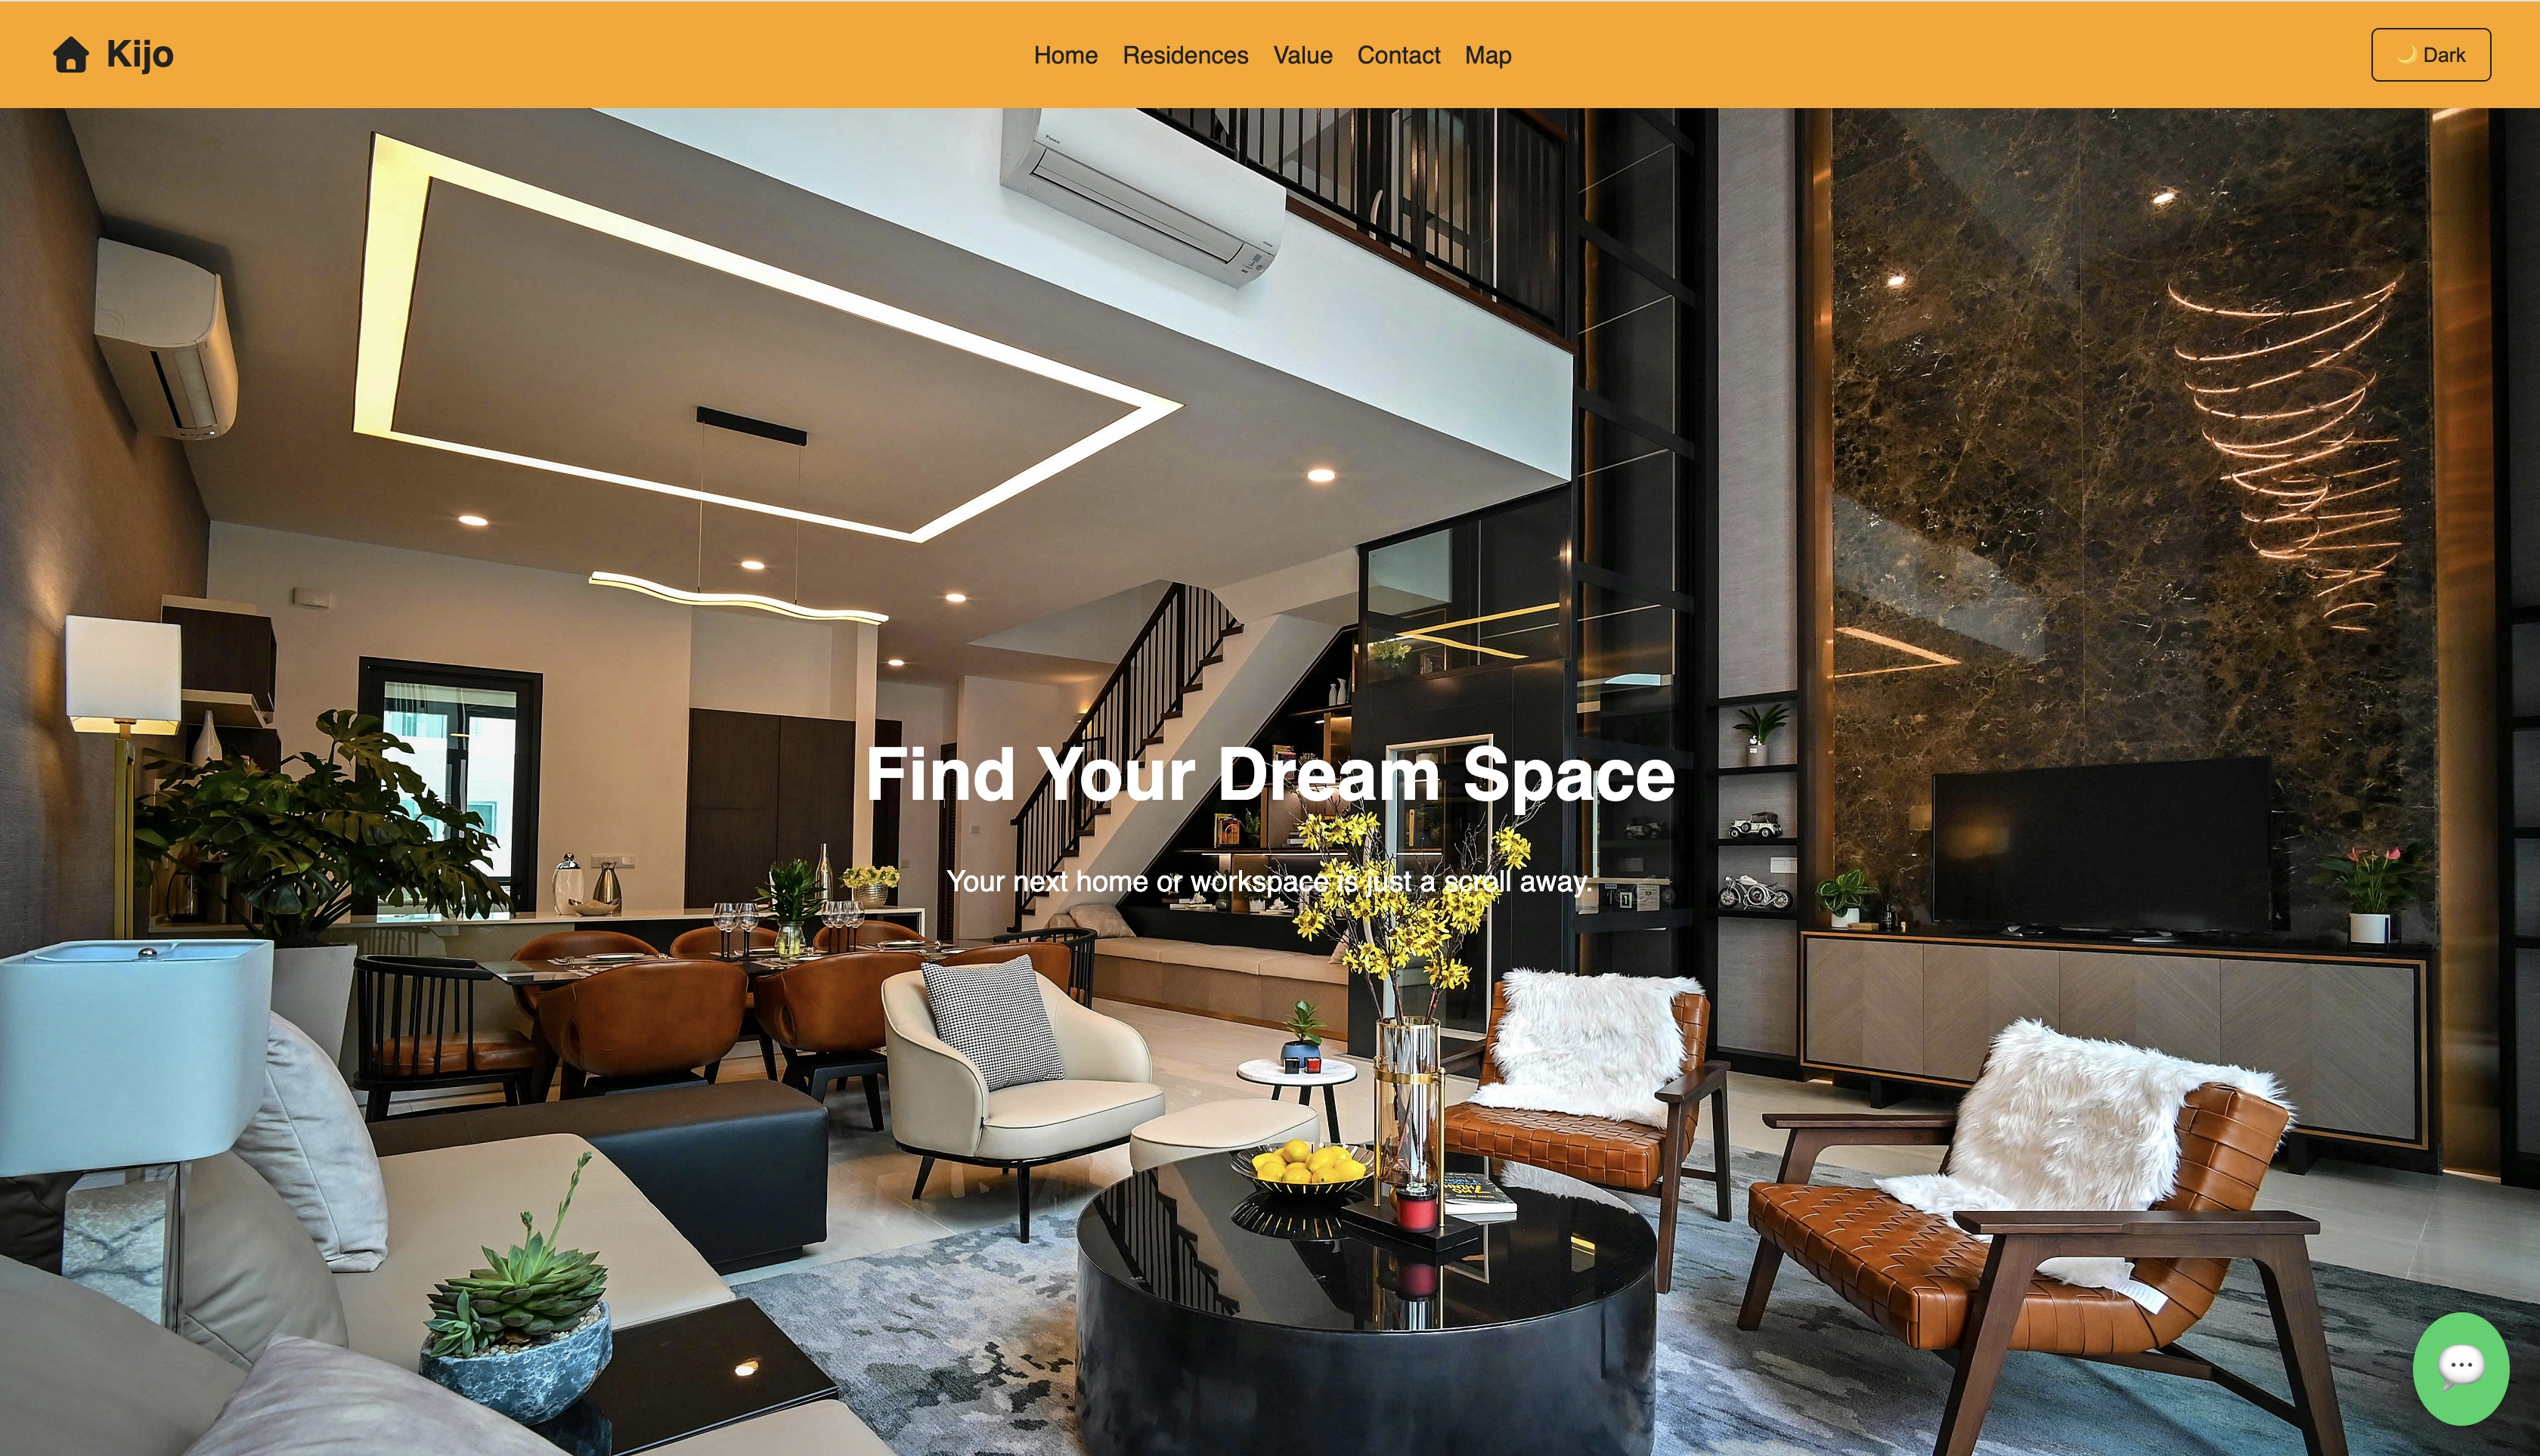 Kijo
Home Residences Value Contact Map
🌙 Dark
Find Your Dream Space
Your next home or workspace is just a scroll away.